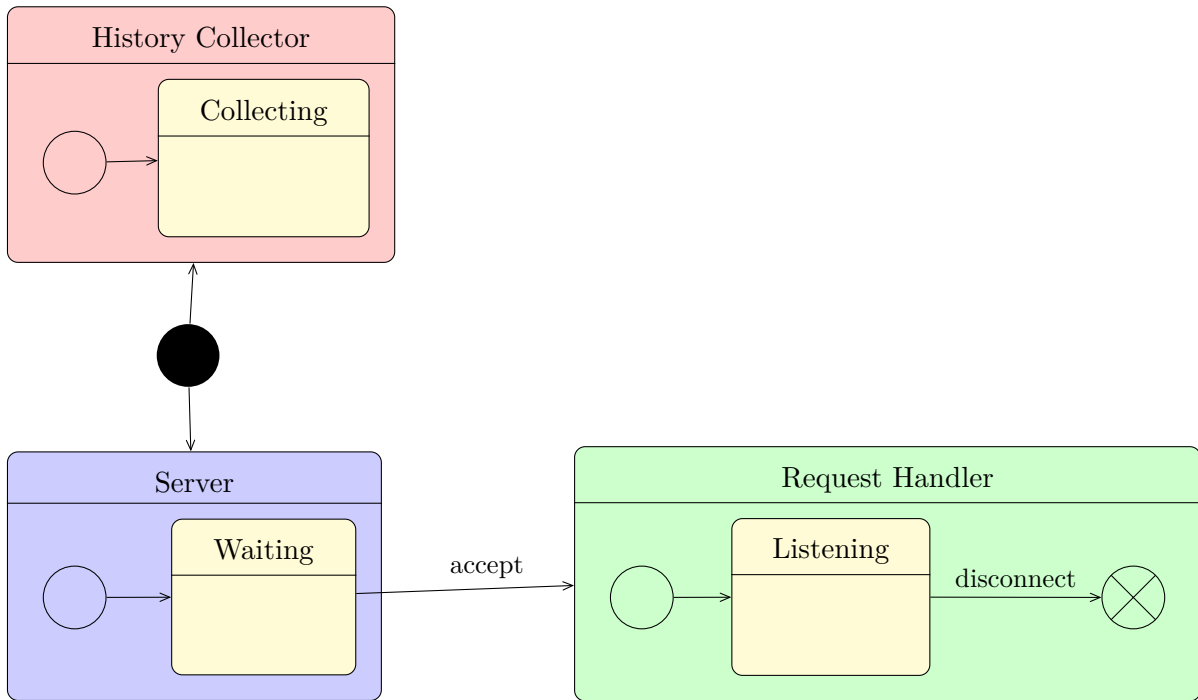 History Collector
Collecting
Server
Waiting
accept
Request Handler
Listening
disconnect